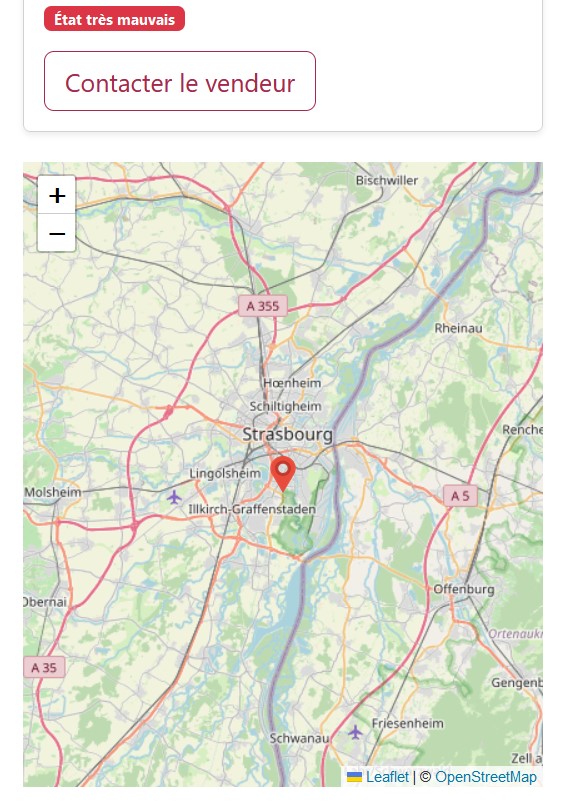 État très mauvais
Contacter le vendeur
+
−
Bischwiller
A 355
Rheinau
Hœnheim
Schiltigheim
Strasbourg
Renche
Lingolsheim
Molsheim
A 5
Illkirch-Graffenstaden
Offenburg
Obernai
Ortenaukr
A 35
Gengenb
Friesenheim
Schwanau
Zell a
Leaflet | © OpenStreetMap